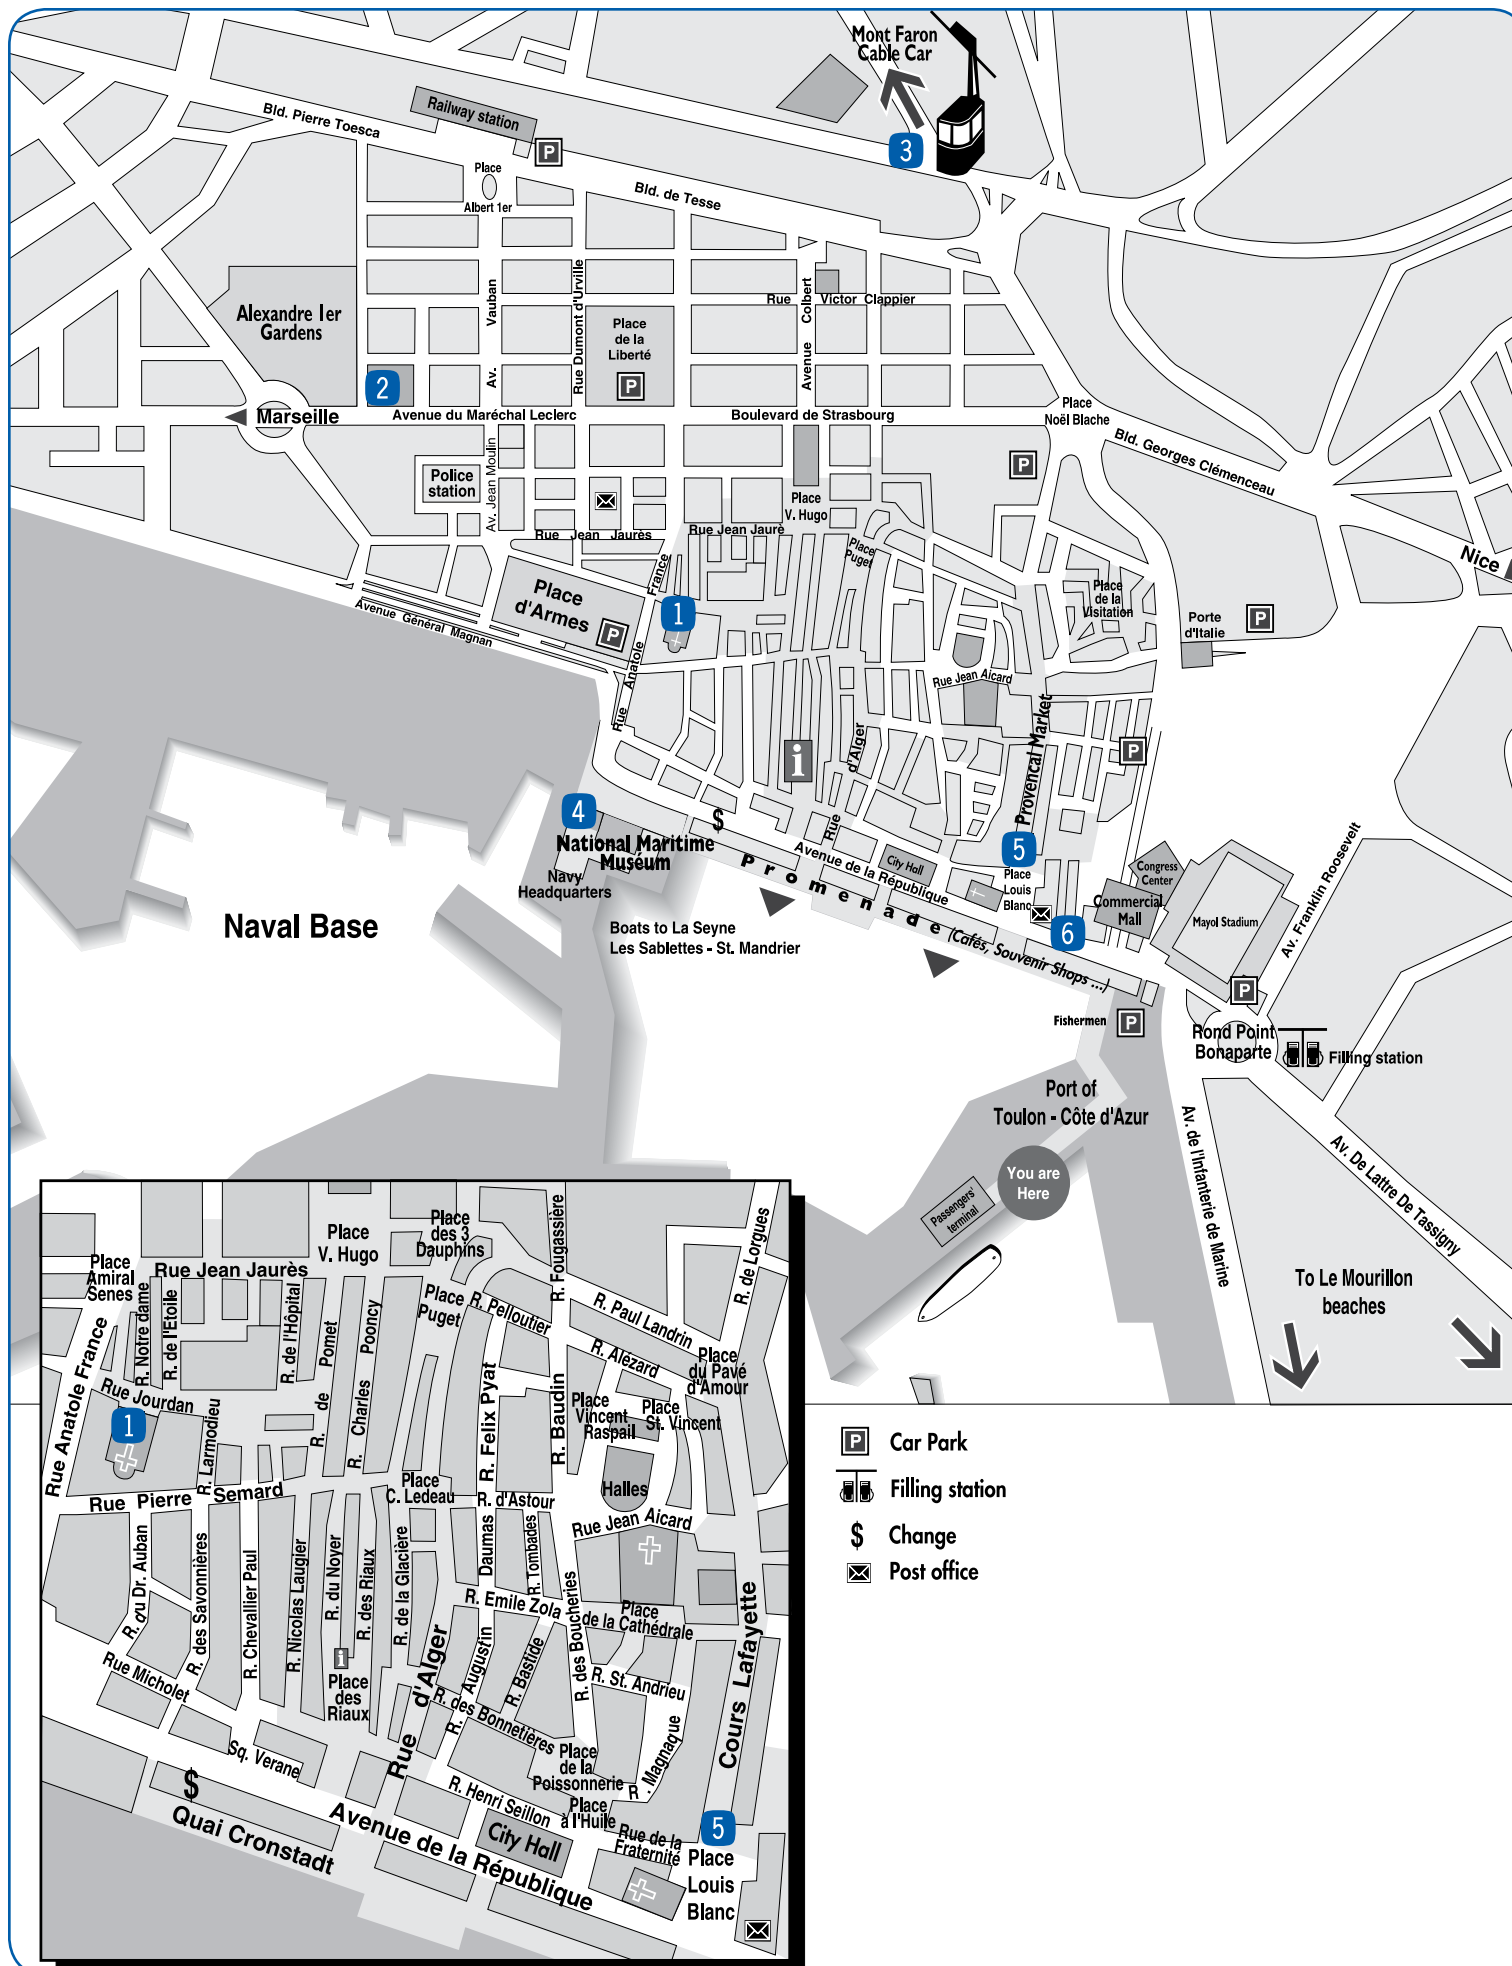 Mont Faron
Cable Car
3
Railway station
P
Bld. Pierre Toesca
Place
Albert 1er
Bld. de Tesse
Alexandre 1er
Gardens
Av. Vauban
Rue Dumont d'Urville
Place
de la
Liberté
P
Avenue Colbert
Rue Victor Clappier
2
Marseille
Avenue du Maréchal Leclerc
Boulevard de Strasbourg
Place
Noël Blache
Bld. Georges Clémenceau
Nice
Police
station
Av. Jean Moulin
Rue Jean Jaurès
Rue Jean Jaurè
Place
V. Hugo
Place
Puget
P
Place
de la
Visitation
Porte
d'Italie
P
Place
d'Armes
P
Avenue Général Magnan
Rue Anatole France
1
Rue Jean Aicard
Provencal Market
P
i
Rue d'Alger
4
National Maritime
Muséum
Navy
Headquarters
$
Promenade
(Cafés, Souvenir Shops ...)
Avenue de la République
City Hall
5
Place
Louis
Blanc
6
Congress
Center
Commercial
Mall
Mayol Stadium
Av. Franklin Roosevelt
P
Naval Base
Boats to La Seyne
Les Sablettes - St. Mandrier
Fishermen
P
Rond Point
Bonaparte
Filling station
Port of
Toulon - Côte d'Azur
You are
Here
Passengers'
terminal
Av. de l'Infanterie de Marine
Av. De Lattre De Tassigny
To Le Mourillon
beaches
Place
Amiral
Senes
Rue Jean Jaurès
Place
V. Hugo
Place
des 3
Dauphins
R. Fougassière
R. de Lorgues
Rue Anatole France
R. Notre dame
R. de l'Etoile
R. de l'Hôpital
R. de Pomet
R. Charles Pooncy
Place
Puget
R. Pelloutier
R. Paul Landrin
R. Alézard
Place
du Pavé
d'Amour
Rue Jourdan
1
R. Larmodieu
R. Felix Pyat
R. Baudin
Place
Vincent
Raspail
Place
St. Vincent
Halles
Rue Pierre Semard
Place
C. Ledeau
R. d'Astour
Rue Jean Aicard
R. du Dr. Auban
R. des Savonnières
R. Chevallier Paul
R. Nicolas Laugier
R. du Noyer
R. des Riaux
R. de la Glacière
R. Augustin Daumas
R. Tombades
R. Emile Zola
R. des Boucheries
Place
de la Cathédrale
Cours Lafayette
R. St. Andrieu
R. Bastide
Rue Micholet
i
Place
des
Riaux
Rue d'Alger
R. des Bonnetières
Place
de la
Poissonnerie
R. Magnaque
Sq. Verane
R. Henri Seillon
Place
à l'Huile
Rue de la
Fraternité
5
Place
Louis
Blanc
$
Quai Cronstadt
Avenue de la République
City Hall
P Car Park
Filling station
$ Change
Post office